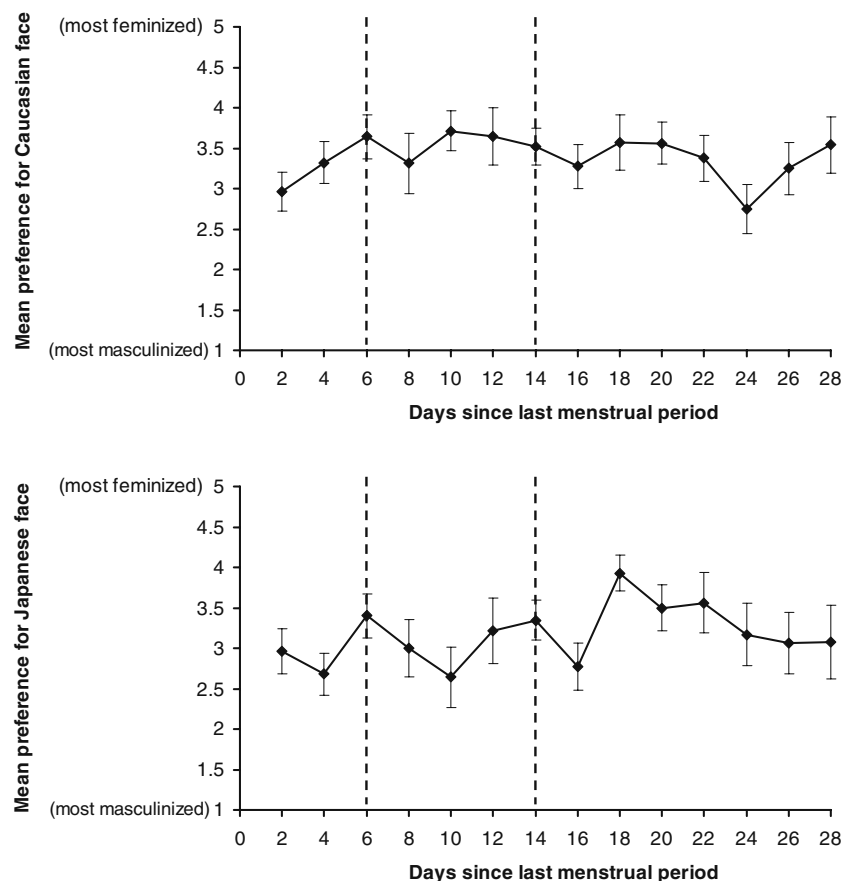 Mean preference for Caucasian face
(most feminized) 5
4.5
4
3.5
3
2.5
2
1.5
(most masculinized) 1
0 2 4 6 8 10 12 14 16 18 20 22 24 26 28
Days since last menstrual period
Mean preference for Japanese face
(most feminized) 5
4.5
4
3.5
3
2.5
2
1.5
(most masculinized) 1
0 2 4 6 8 10 12 14 16 18 20 22 24 26 28
Days since last menstrual period